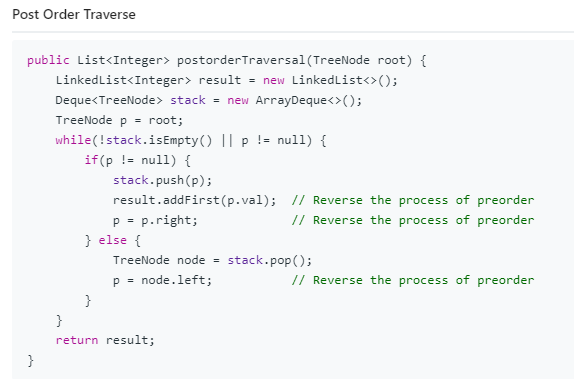 Post Order Traverse
public List<Integer> postorderTraversal(TreeNode root) {
    LinkedList<Integer> result = new LinkedList<>();
    Deque<TreeNode> stack = new ArrayDeque<>();
    TreeNode p = root;
    while(!stack.isEmpty() || p != null) {
        if(p != null) {
            stack.push(p);
            result.addFirst(p.val);  // Reverse the process of preorder
            p = p.right;             // Reverse the process of preorder
        } else {
            TreeNode node = stack.pop();
            p = node.left;           // Reverse the process of preorder
        }
    }
    return result;
}